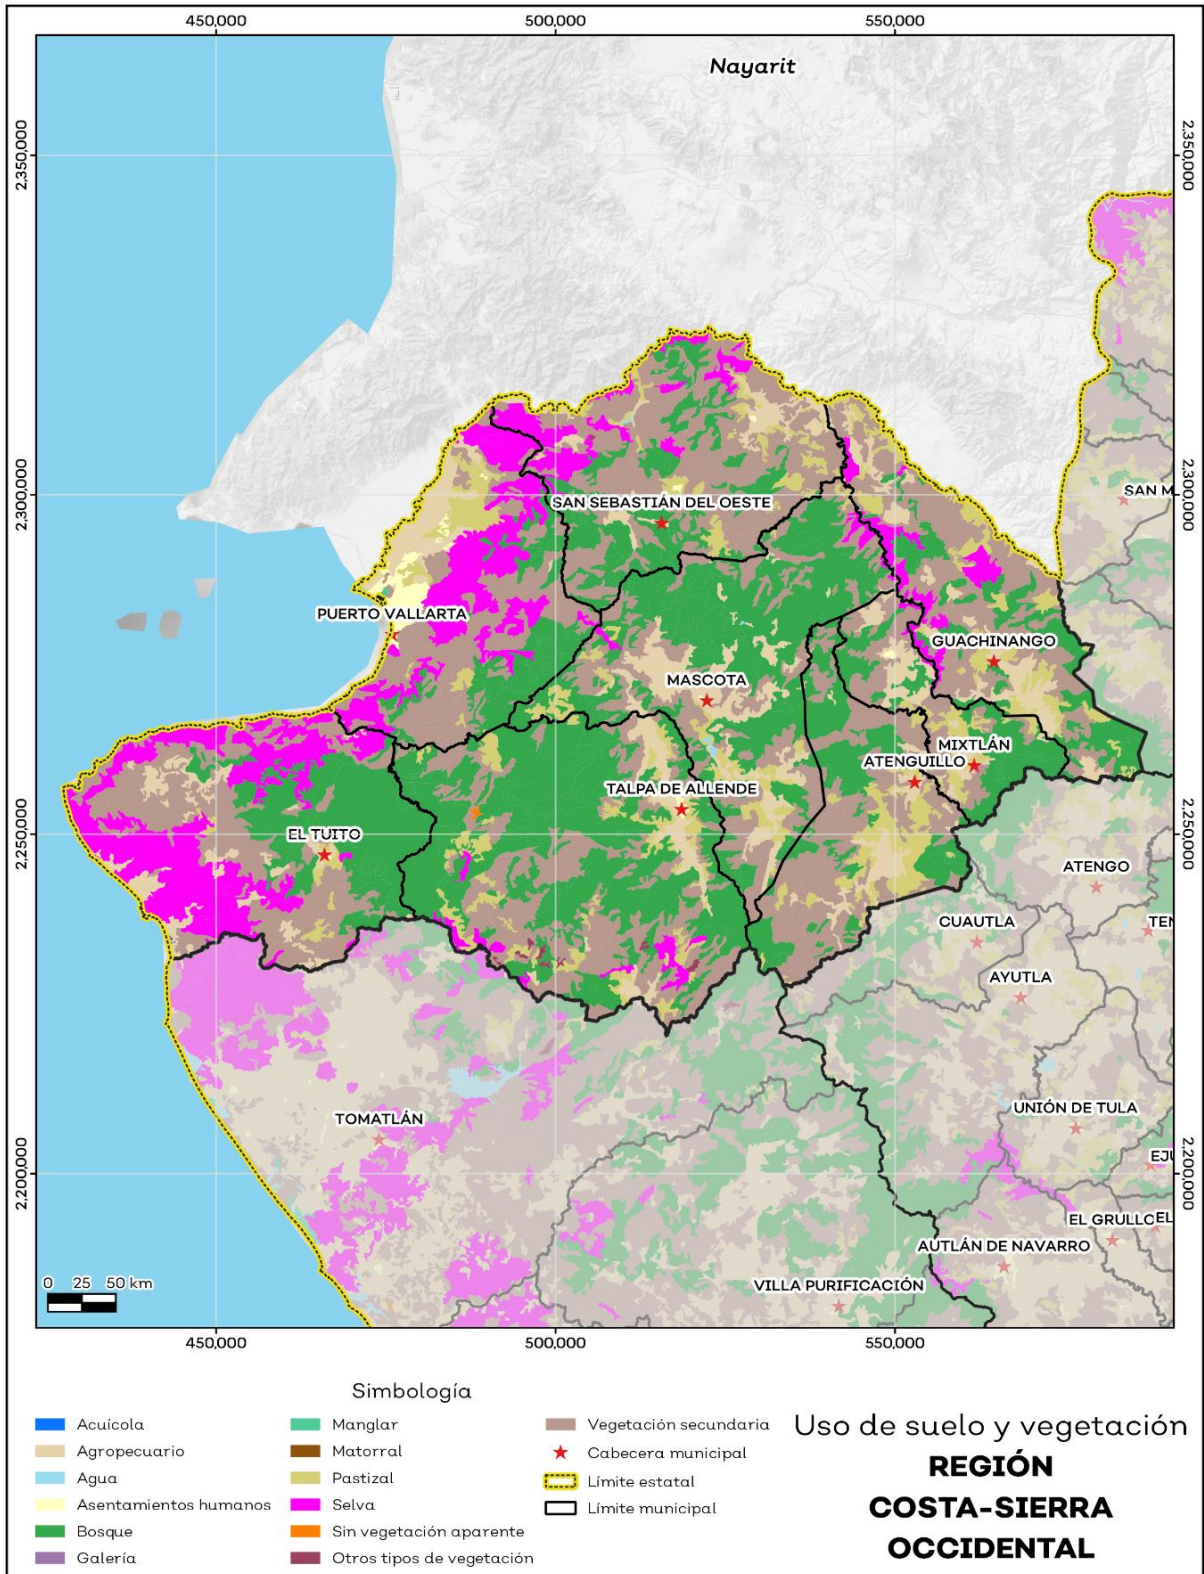 450,000 500,000 550,000
Nayarit
2,350,000 2,350,000
2,300,000 2,300,000
SAN M
SAN SEBASTIÁN DEL OESTE
PUERTO VALLARTA
GUACHINANGO
MASCOTA
MIXTLÁN
ATENGUILLO
TALPA DE ALLENDE
2,250,000 2,250,000
EL TUITO
ATENGO
CUAUTLA
TEN
AYUTLA
TOMATLÁN
UNIÓN DE TULA
2,200,000 2,200,000
EJU
EL GRULLO
EL
AUTLÁN DE NAVARRO
VILLA PURIFICACIÓN
0 25 50 km
450,000 500,000 550,000
Simbología
Acuícola
Agropecuario
Agua
Asentamientos humanos
Bosque
Galería
Manglar
Matorral
Pastizal
Selva
Sin vegetación aparente
Otros tipos de vegetación
Vegetación secundaria
Cabecera municipal
Límite estatal
Límite municipal
Uso de suelo y vegetación
REGIÓN
COSTA-SIERRA
OCCIDENTAL